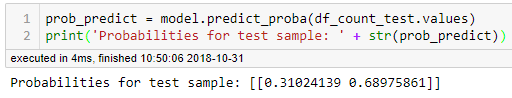 1 prob_predict = model.predict_proba(df_count_test.values)
2 print('Probabilities for test sample: ' + str(prob_predict))
executed in 4ms, finished 10:50:06 2018-10-31
Probabilities for test sample: [[0.31024139 0.68975861]]